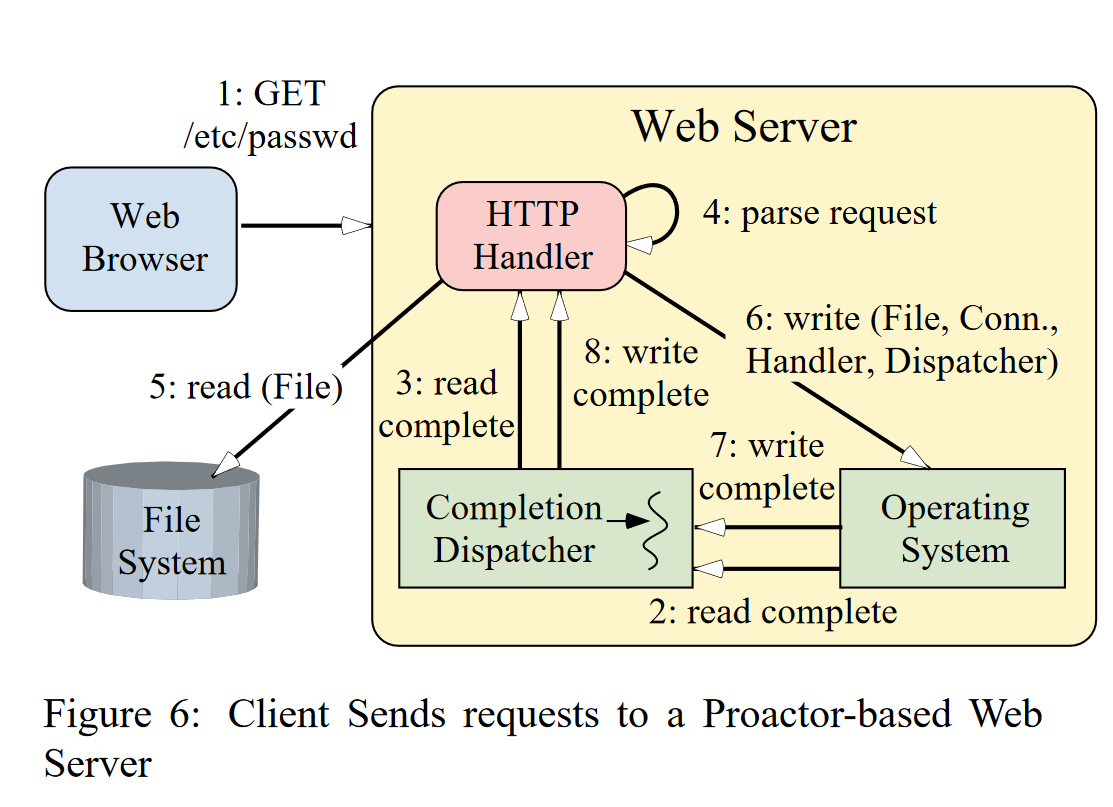 1: GET
/etc/passwd
Web Server
Web
Browser
HTTP
Handler
4: parse request
6: write (File, Conn.,
Handler, Dispatcher)
8: write
complete
5: read (File)
3: read
complete
7: write
complete
File
System
Completion
Dispatcher
Operating
System
2: read complete
Figure 6: Client Sends requests to a Proactor-based Web
Server